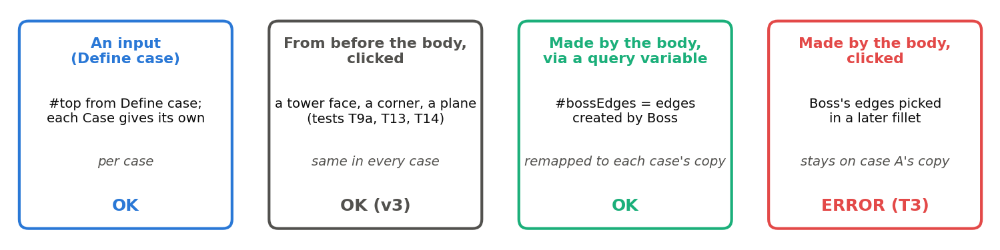 An input
(Define case)
#top from Define case;
each Case gives its own
per case
OK
From before the body,
clicked
a tower face, a corner, a plane
(tests T9a, T13, T14)
same in every case
OK (v3)
Made by the body,
via a query variable
#bossEdges = edges
created by Boss
remapped to each case's copy
OK
Made by the body,
clicked
Boss's edges picked
in a later fillet
stays on case A's copy
ERROR (T3)